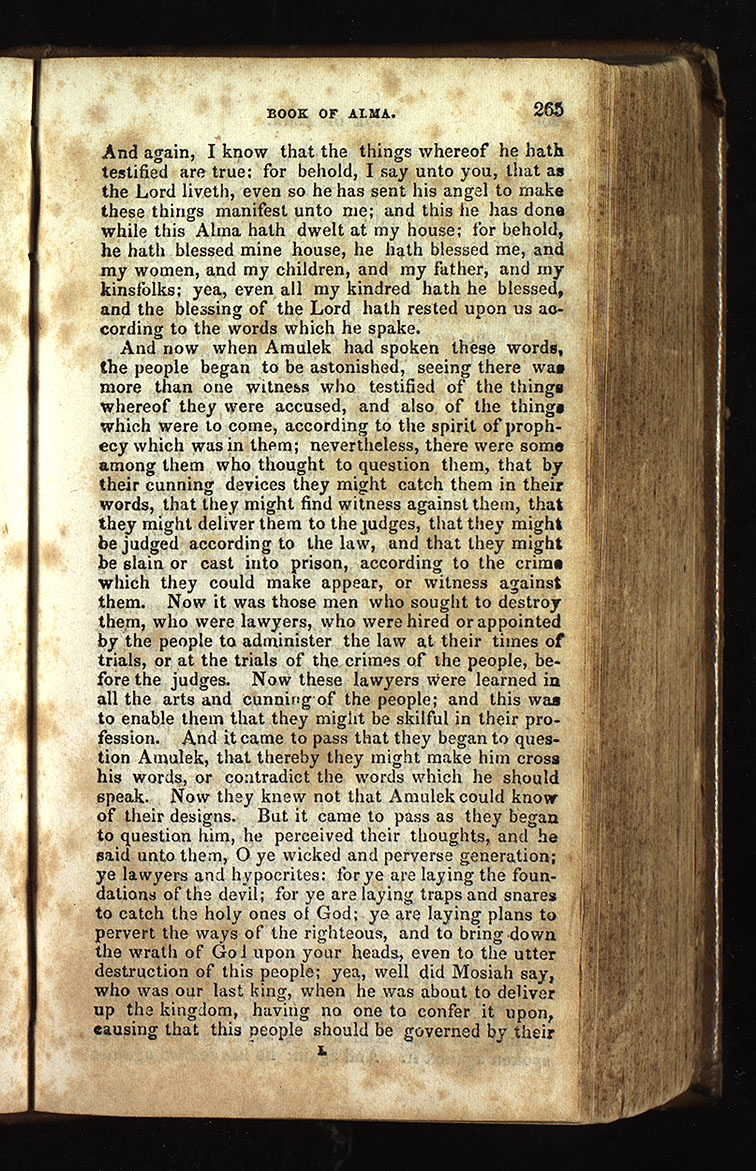 BOOK OF ALMA. 265
And again, I know that the things whereof he hath
testified are true: for behold, I say unto you, that as
the Lord liveth, even so he has sent his angel to make
these things manifest unto me; and this he has done
while this Alma hath dwelt at my house; for behold,
he hath blessed mine house, he hath blessed me, and
my women, and my children, and my father, and my
kinsfolks; yea, even all my kindred hath he blessed,
and the blessing of the Lord hath rested upon us ac-
cording to the words which he spake.
And now when Amulek had spoken these words,
the people began to be astonished, seeing there was
more than one witness who testified of the things
whereof they were accused, and also of the things
which were to come, according to the spirit of proph-
ecy which was in them; nevertheless, there were some
among them who thought to question them, that by
their cunning devices they might catch them in their
words, that they might find witness against them, that
they might deliver them to the judges, that they might
be judged according to the law, and that they might
be slain or cast into prison, according to the crime
which they could make appear, or witness against
them. Now it was those men who sought to destroy
them, who were lawyers, who were hired or appointed
by the people to administer the law at their times of
trials, or at the trials of the crimes of the people, be-
fore the judges. Now these lawyers were learned in
all the arts and cunning of the people; and this was
to enable them that they might be skilful in their pro-
fession. And it came to pass that they began to ques-
tion Amulek, that thereby they might make him cross
his words, or contradict the words which he should
speak. Now they knew not that Amulek could know
of their designs. But it came to pass as they began
to question him, he perceived their thoughts, and he
said unto them, O ye wicked and perverse generation;
ye lawyers and hypocrites: for ye are laying the foun-
dations of the devil; for ye are laying traps and snares
to catch the holy ones of God; ye are laying plans to
pervert the ways of the righteous, and to bring down
the wrath of God upon your heads, even to the utter
destruction of this people; yea, well did Mosiah say,
who was our last king, when he was about to deliver
up the kingdom, having no one to confer it upon,
causing that this people should be governed by their
L